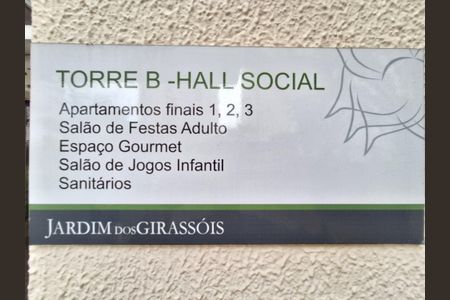 TORRE B -HALL SOCIAL
Apartamentos finais 1, 2, 3
Salão de Festas Adulto
Espaço Gourmet
Salão de Jogos Infantil
Sanitários
JARDIM DOS GIRASSÓIS